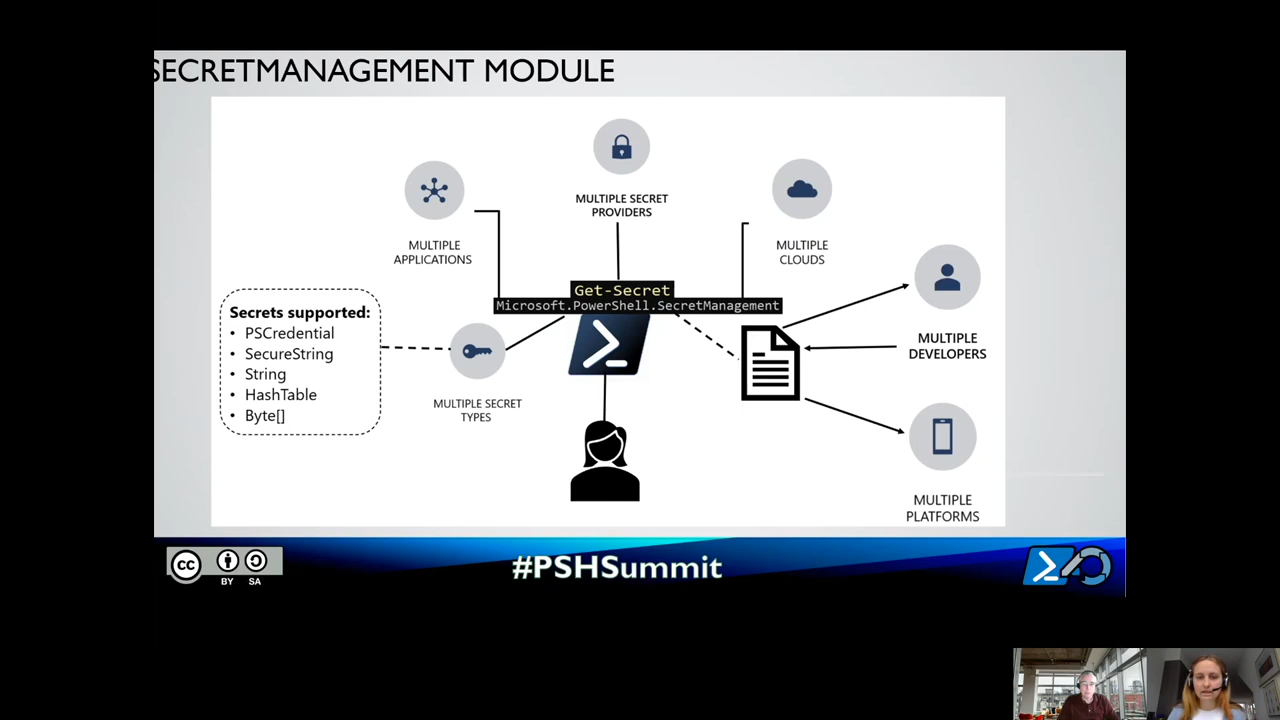 SECRETMANAGEMENT MODULE
MULTIPLE SECRET
PROVIDERS
MULTIPLE
APPLICATIONS
MULTIPLE
CLOUDS
Get-Secret
Microsoft.PowerShell.SecretManagement
Secrets supported:
• PSCredential
• SecureString
• String
• HashTable
• Byte[]
MULTIPLE SECRET
TYPES
MULTIPLE
DEVELOPERS
MULTIPLE
PLATFORMS
cc
BY SA
#PSHSummit